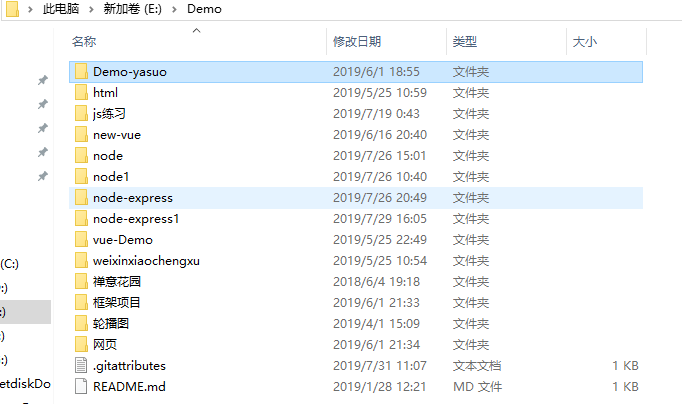 此电脑 新加卷 (E:) Demo
名称 修改日期 类型 大小
Demo-yasuo 2019/6/1 18:55 文件夹
html 2019/5/25 10:59 文件夹
js练习 2019/7/19 0:43 文件夹
new-vue 2019/6/16 20:40 文件夹
node 2019/7/26 15:01 文件夹
node1 2019/7/26 10:40 文件夹
node-express 2019/7/26 20:49 文件夹
node-express1 2019/7/29 16:05 文件夹
vue-Demo 2019/5/25 22:49 文件夹
weixinxiaochengxu 2019/5/25 10:54 文件夹
(C:) 禅意花园 2018/6/4 19:18 文件夹
:) 框架项目 2019/6/1 21:33 文件夹
:) 轮播图 2019/4/1 15:09 文件夹
:) 网页 2019/6/1 21:34 文件夹
:) .gitattributes 2019/7/31 11:07 文本文档 1 KB
etdiskDo README.md 2019/1/28 12:21 MD 文件 1 KB